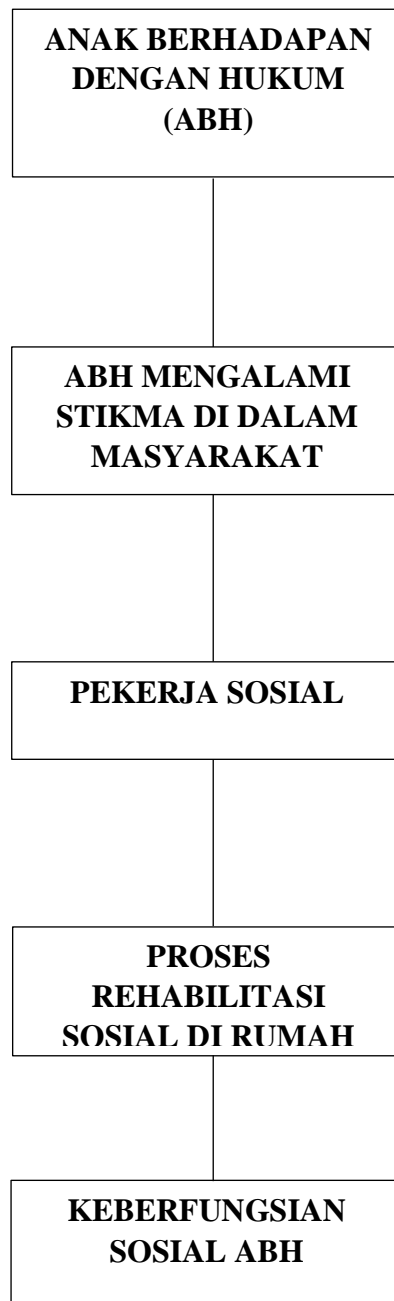 ANAK BERHADAPAN
DENGAN HUKUM
(ABH)
ABH MENGALAMI
STIKMA DI DALAM
MASYARAKAT
PEKERJA SOSIAL
PROSES
REHABILITASI
SOSIAL DI RUMAH
KEBERFUNGSIAN
SOSIAL ABH